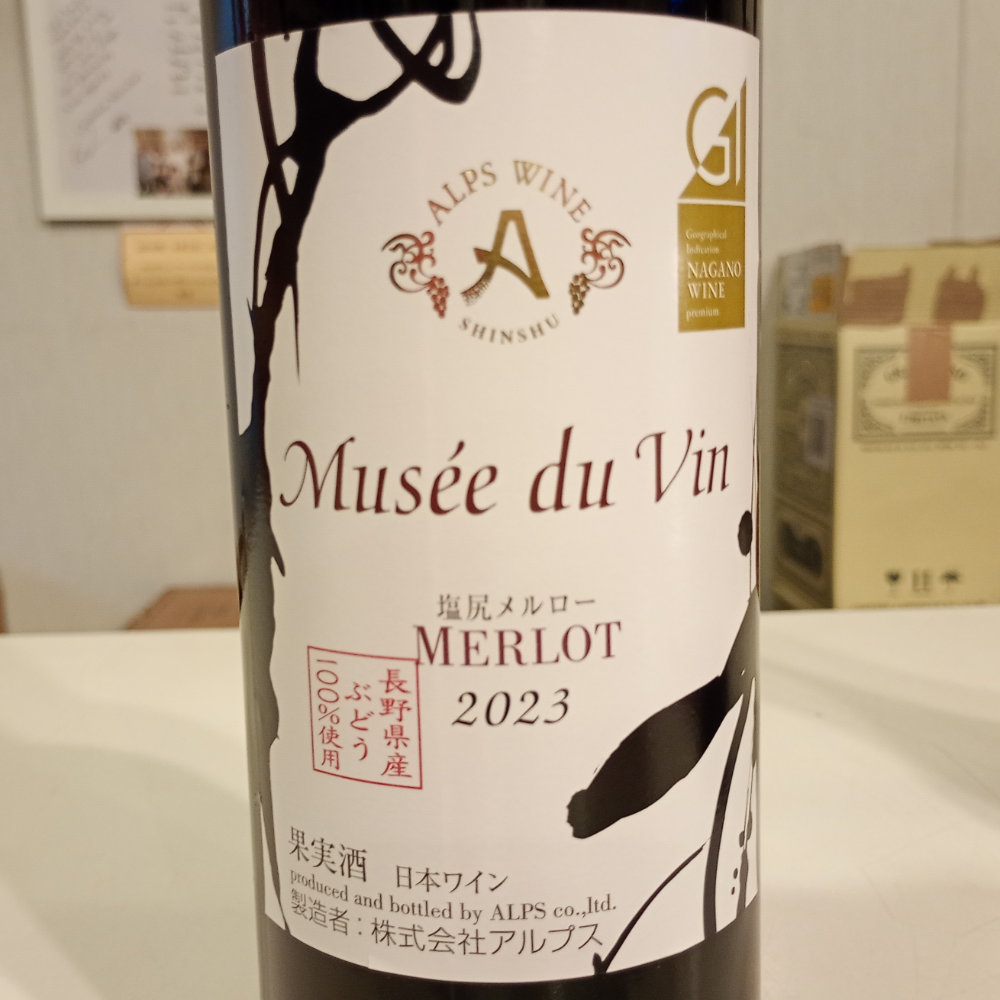 ALPS WINE
A
SHINSHU
GI
Geographical
Indication
NAGANO
WINE
premium
Musée du Vin
塩尻メルロー
MERLOT
2023
長野県産
ぶどう
100%使用
果実酒 日本ワイン
produced and bottled by ALPS co.,ltd.
製造者：株式会社アルプス